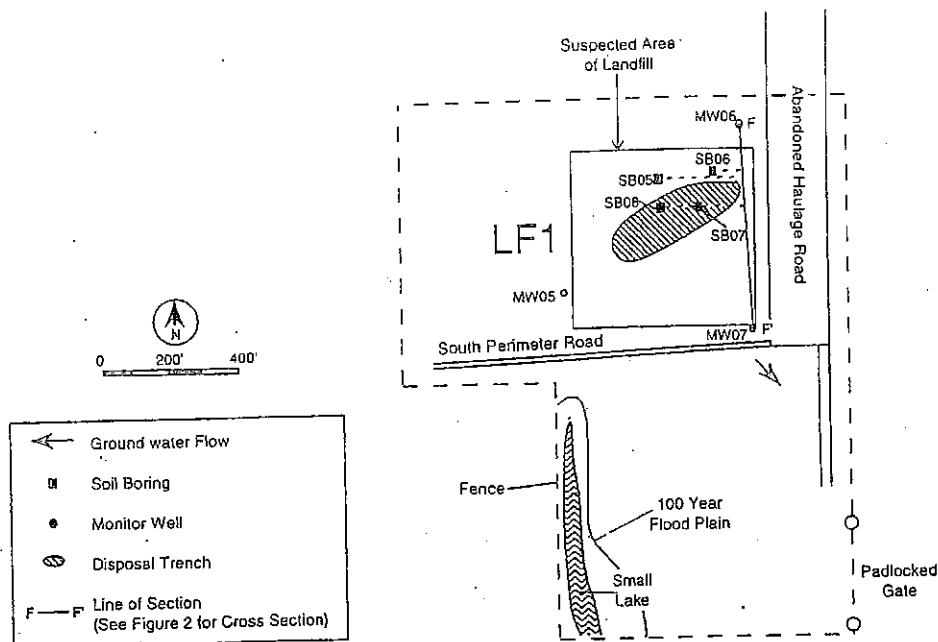 Suspected Area
of Landfill
MW06
F
Abandoned Haulage Road
SB06
SB05
SB08
SB07
LF1
MW05
MW07
F'
N
0 200' 400'
South Perimeter Road
Ground water Flow
Soil Boring
Monitor Well
Disposal Trench
F F' Line of Section
(See Figure 2 for Cross Section)
Fence
100 Year
Flood Plain
Small
Lake
Padlocked
Gate